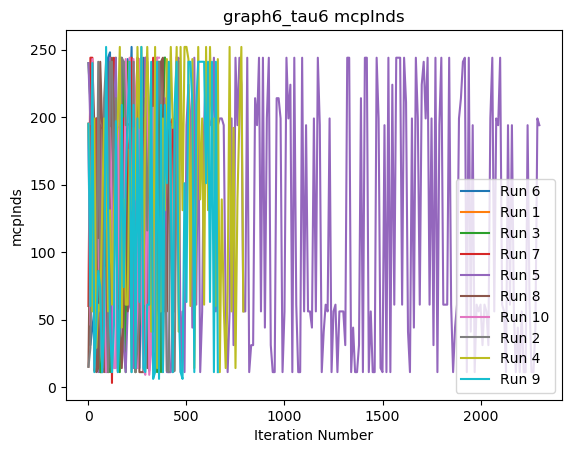 graph6_tau6 mcpInds
mcpInds
250
200
150
100
50
0
0
500
1000
1500
2000
Iteration Number
Run 6
Run 1
Run 3
Run 7
Run 5
Run 8
Run 10
Run 2
Run 4
Run 9